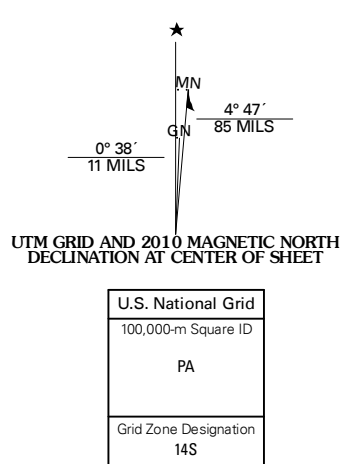 MN
4° 47´
85 MILS
GN
0° 38´
11 MILS
UTM GRID AND 2010 MAGNETIC NORTH
DECLINATION AT CENTER OF SHEET
U.S. National Grid
100,000-m Square ID
PA
Grid Zone Designation
14S